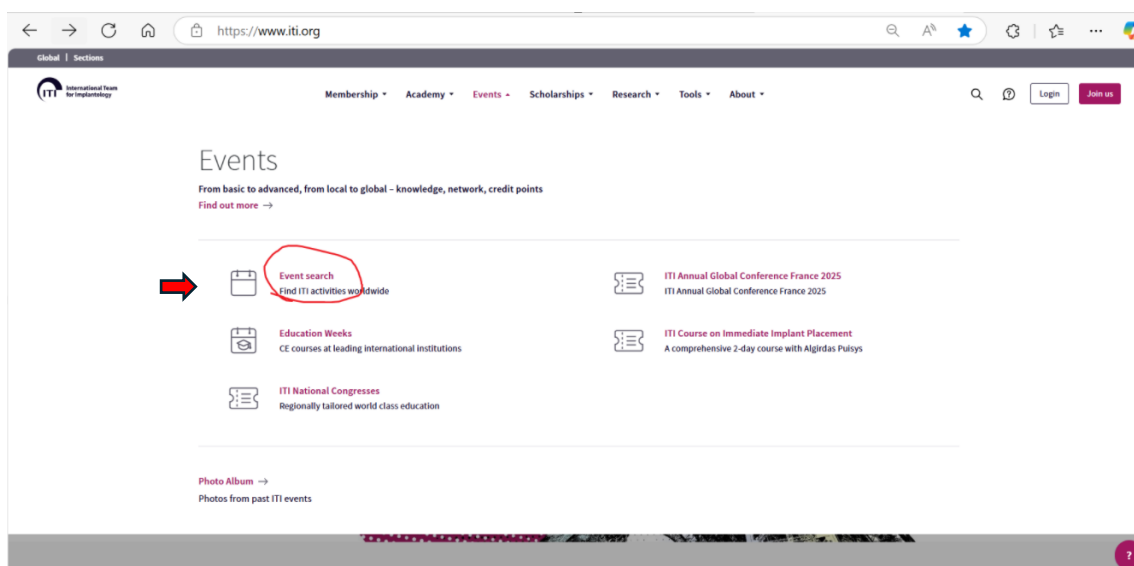 https://www.iti.org
Global | Sections
ITI International Team for Implantology
Membership Academy Events Scholarships Research Tools About
Login
Join us
Events
From basic to advanced, from local to global – knowledge, network, credit points
Find out more →
Event search
Find ITI activities worldwide
ITI Annual Global Conference France 2025
ITI Annual Global Conference France 2025
Education Weeks
CE courses at leading international institutions
ITI Course on Immediate Implant Placement
A comprehensive 2-day course with Algirdas Puisys
ITI National Congresses
Regionally tailored world class education
Photo Album →
Photos from past ITI events
?